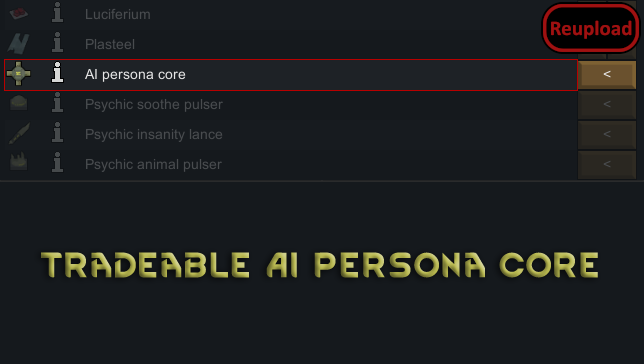 Luciferium
Reupload
Plasteel
AI persona core
<
Psychic soothe pulser
<
Psychic insanity lance
<
Psychic animal pulser
<
TRADEABLE AI PERSONA CORE